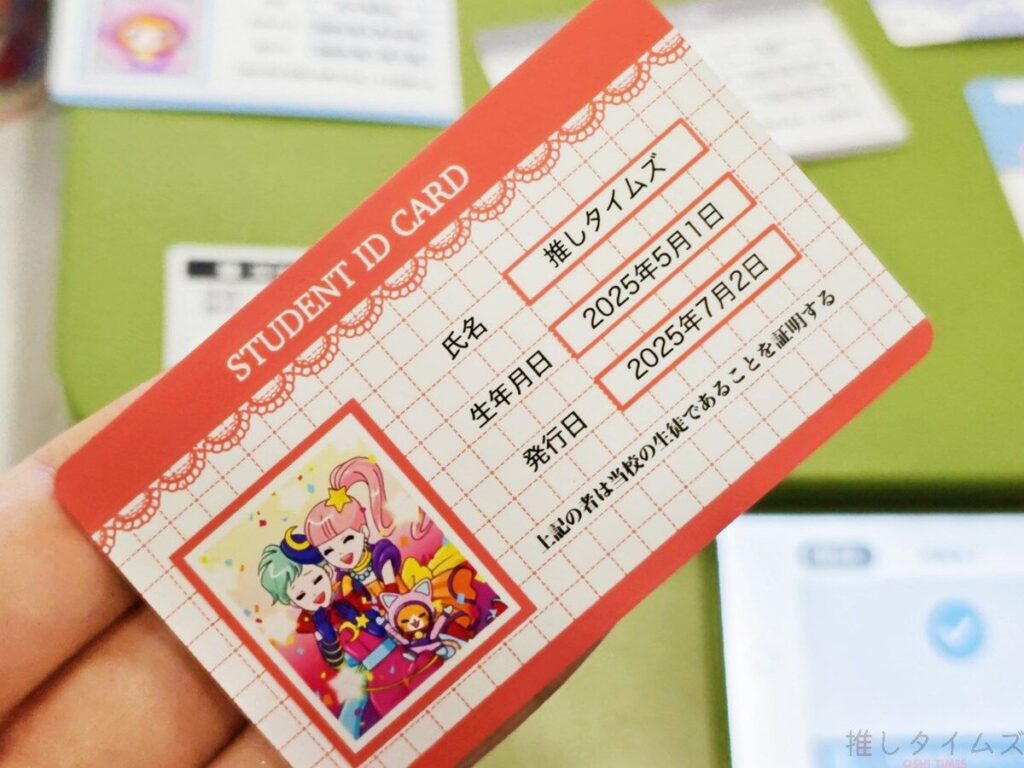 STUDENT ID CARD
氏名 推しタイムズ
生年月日 2025年5月1日
発行日 2025年7月2日
上記の者は当校の生徒であることを証明する
推しタイムズ
OSHI TIMES